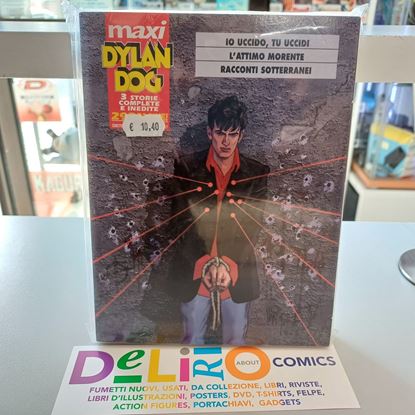 maxi
DYLAN
DOG
3 STORIE
COMPLETE
E INEDITE
€ 10,40
IO UCCIDO, TU UCCIDI
L'ATTIMO MORENTE
RACCONTI SOTTERRANEI
DeLiRiO ABOUT COMICS
FUMETTI NUOVI, USATI, DA COLLEZIONE, LIBRI, RIVISTE,
LIBRI D'ILLUSTRAZIONI, POSTERS, DVD, T-SHIRTS, FELPE,
ACTION FIGURES, PORTACHIAVI, GADGETS